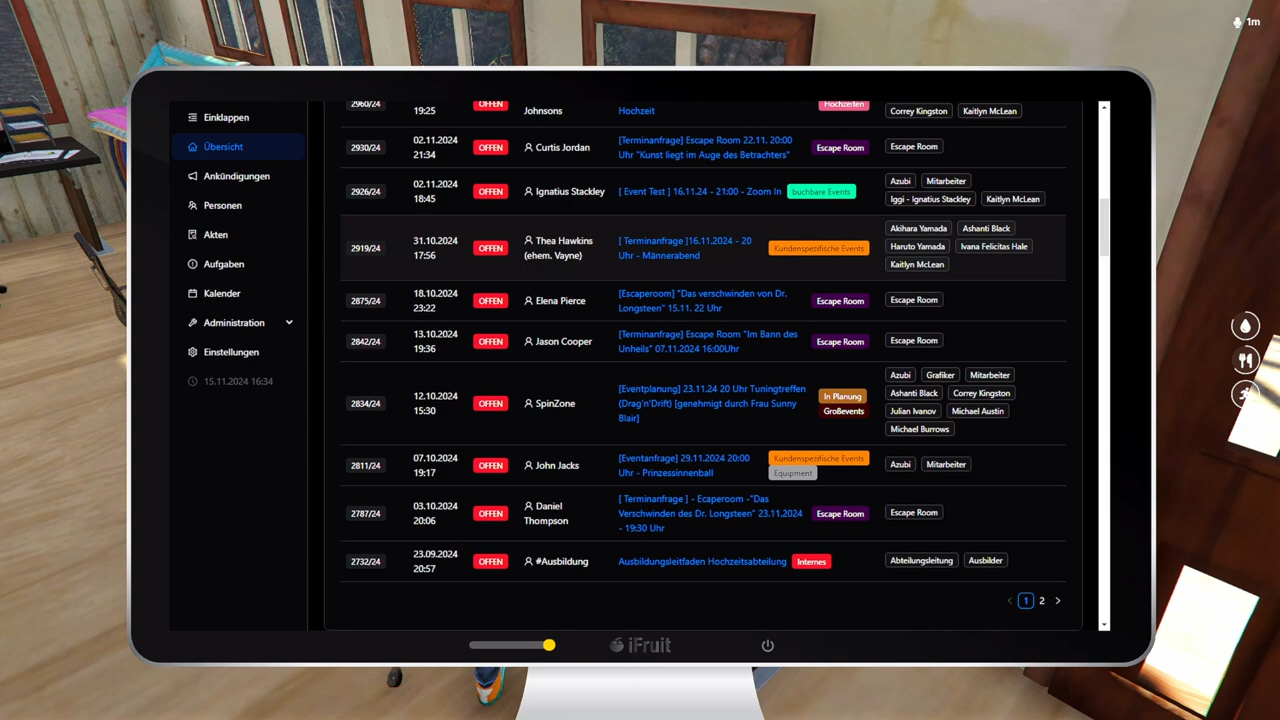 1m
Einklappen
Übersicht
Ankündigungen
Personen
Akten
Aufgaben
Kalender
Administration
Einstellungen
15.11.2024 16:34
2960/24
19:25
OFFEN
Johnsons
Hochzeit
Hochzeiten
Correy Kingston Kaitlyn McLean
2930/24
02.11.2024
21:34
OFFEN
Curtis Jordan
[Terminanfrage] Escape Room 22.11. 20:00
Uhr "Kunst liegt im Auge des Betrachters"
Escape Room
Escape Room
2926/24
02.11.2024
18:45
OFFEN
Ignatius Stackley
[ Event Test ] 16.11.24 - 21:00 - Zoom In
buchbare Events
Azubi Mitarbeiter
Iggi - Ignatius Stackley Kaitlyn McLean
2919/24
31.10.2024
17:56
OFFEN
Thea Hawkins
(ehem. Vayne)
[ Terminanfrage ]16.11.2024 - 20
Uhr - Männerabend
Kundenspezifische Events
Akihara Yamada Ashanti Black
Haruto Yamada Ivana Felicitas Hale
Kaitlyn McLean
2875/24
18.10.2024
23:22
OFFEN
Elena Pierce
[Escaperoom] "Das verschwinden von Dr.
Longsteen" 15.11. 22 Uhr
Escape Room
Escape Room
2842/24
13.10.2024
19:36
OFFEN
Jason Cooper
[Terminanfrage] Escape Room "Im Bann des
Unheils" 07.11.2024 16:00Uhr
Escape Room
Escape Room
2834/24
12.10.2024
15:30
OFFEN
SpinZone
[Eventplanung] 23.11.24 20 Uhr Tuningtreffen
(Drag'n'Drift) [genehmigt durch Frau Sunny
Blair]
In Planung
Großevents
Azubi Grafiker Mitarbeiter
Ashanti Black Correy Kingston
Julian Ivanov Michael Austin
Michael Burrows
2811/24
07.10.2024
19:17
OFFEN
John Jacks
[Eventanfrage] 29.11.2024 20:00
Uhr - Prinzessinnenball
Kundenspezifische Events
Equipment
Azubi Mitarbeiter
2787/24
03.10.2024
20:06
OFFEN
Daniel
Thompson
[ Terminanfrage ] - Ecaperoom -"Das
Verschwinden des Dr. Longsteen" 23.11.2024
- 19:30 Uhr
Escape Room
Escape Room
2732/24
23.09.2024
20:57
OFFEN
#Ausbildung
Ausbildungsleitfaden Hochzeitsabteilung
Internes
Abteilungsleitung Ausbilder
< 1 2 >
iFruit